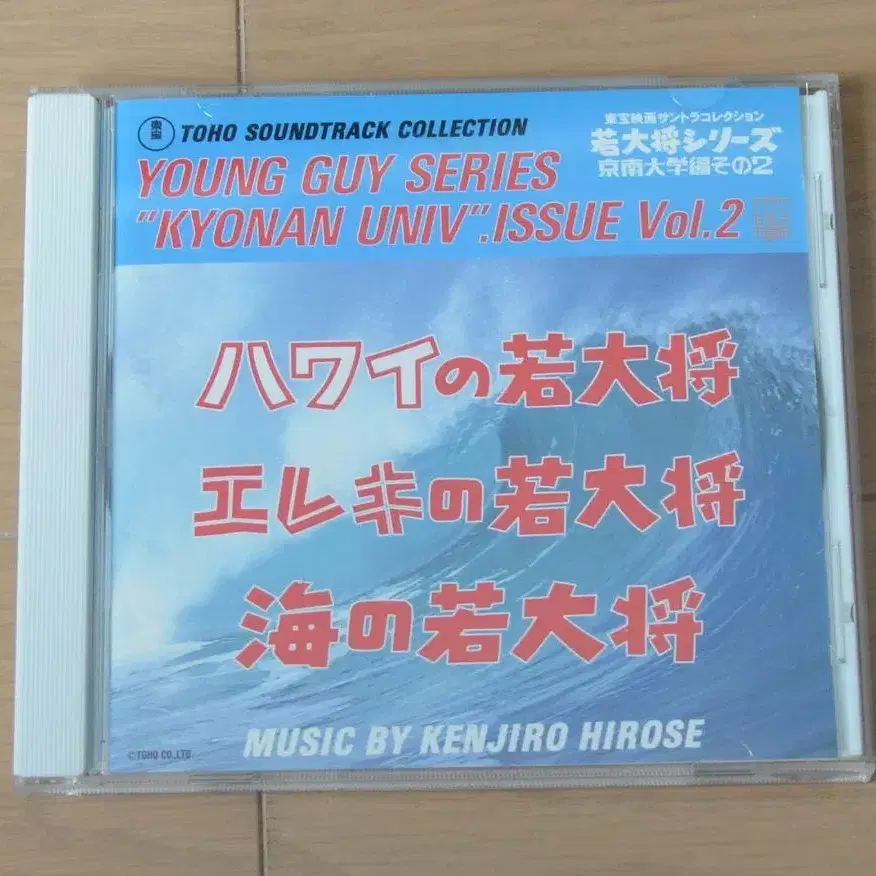 東宝
TOHO SOUNDTRACK COLLECTION
東宝映画サントラコレクション
若大将シリーズ
京南大学編その2
YOUNG GUY SERIES
"KYONAN UNIV".ISSUE Vol.2
ハワイの若大将
エレキの若大将
海の若大将
MUSIC BY KENJIRO HIROSE
© TOHO CO.,LTD.